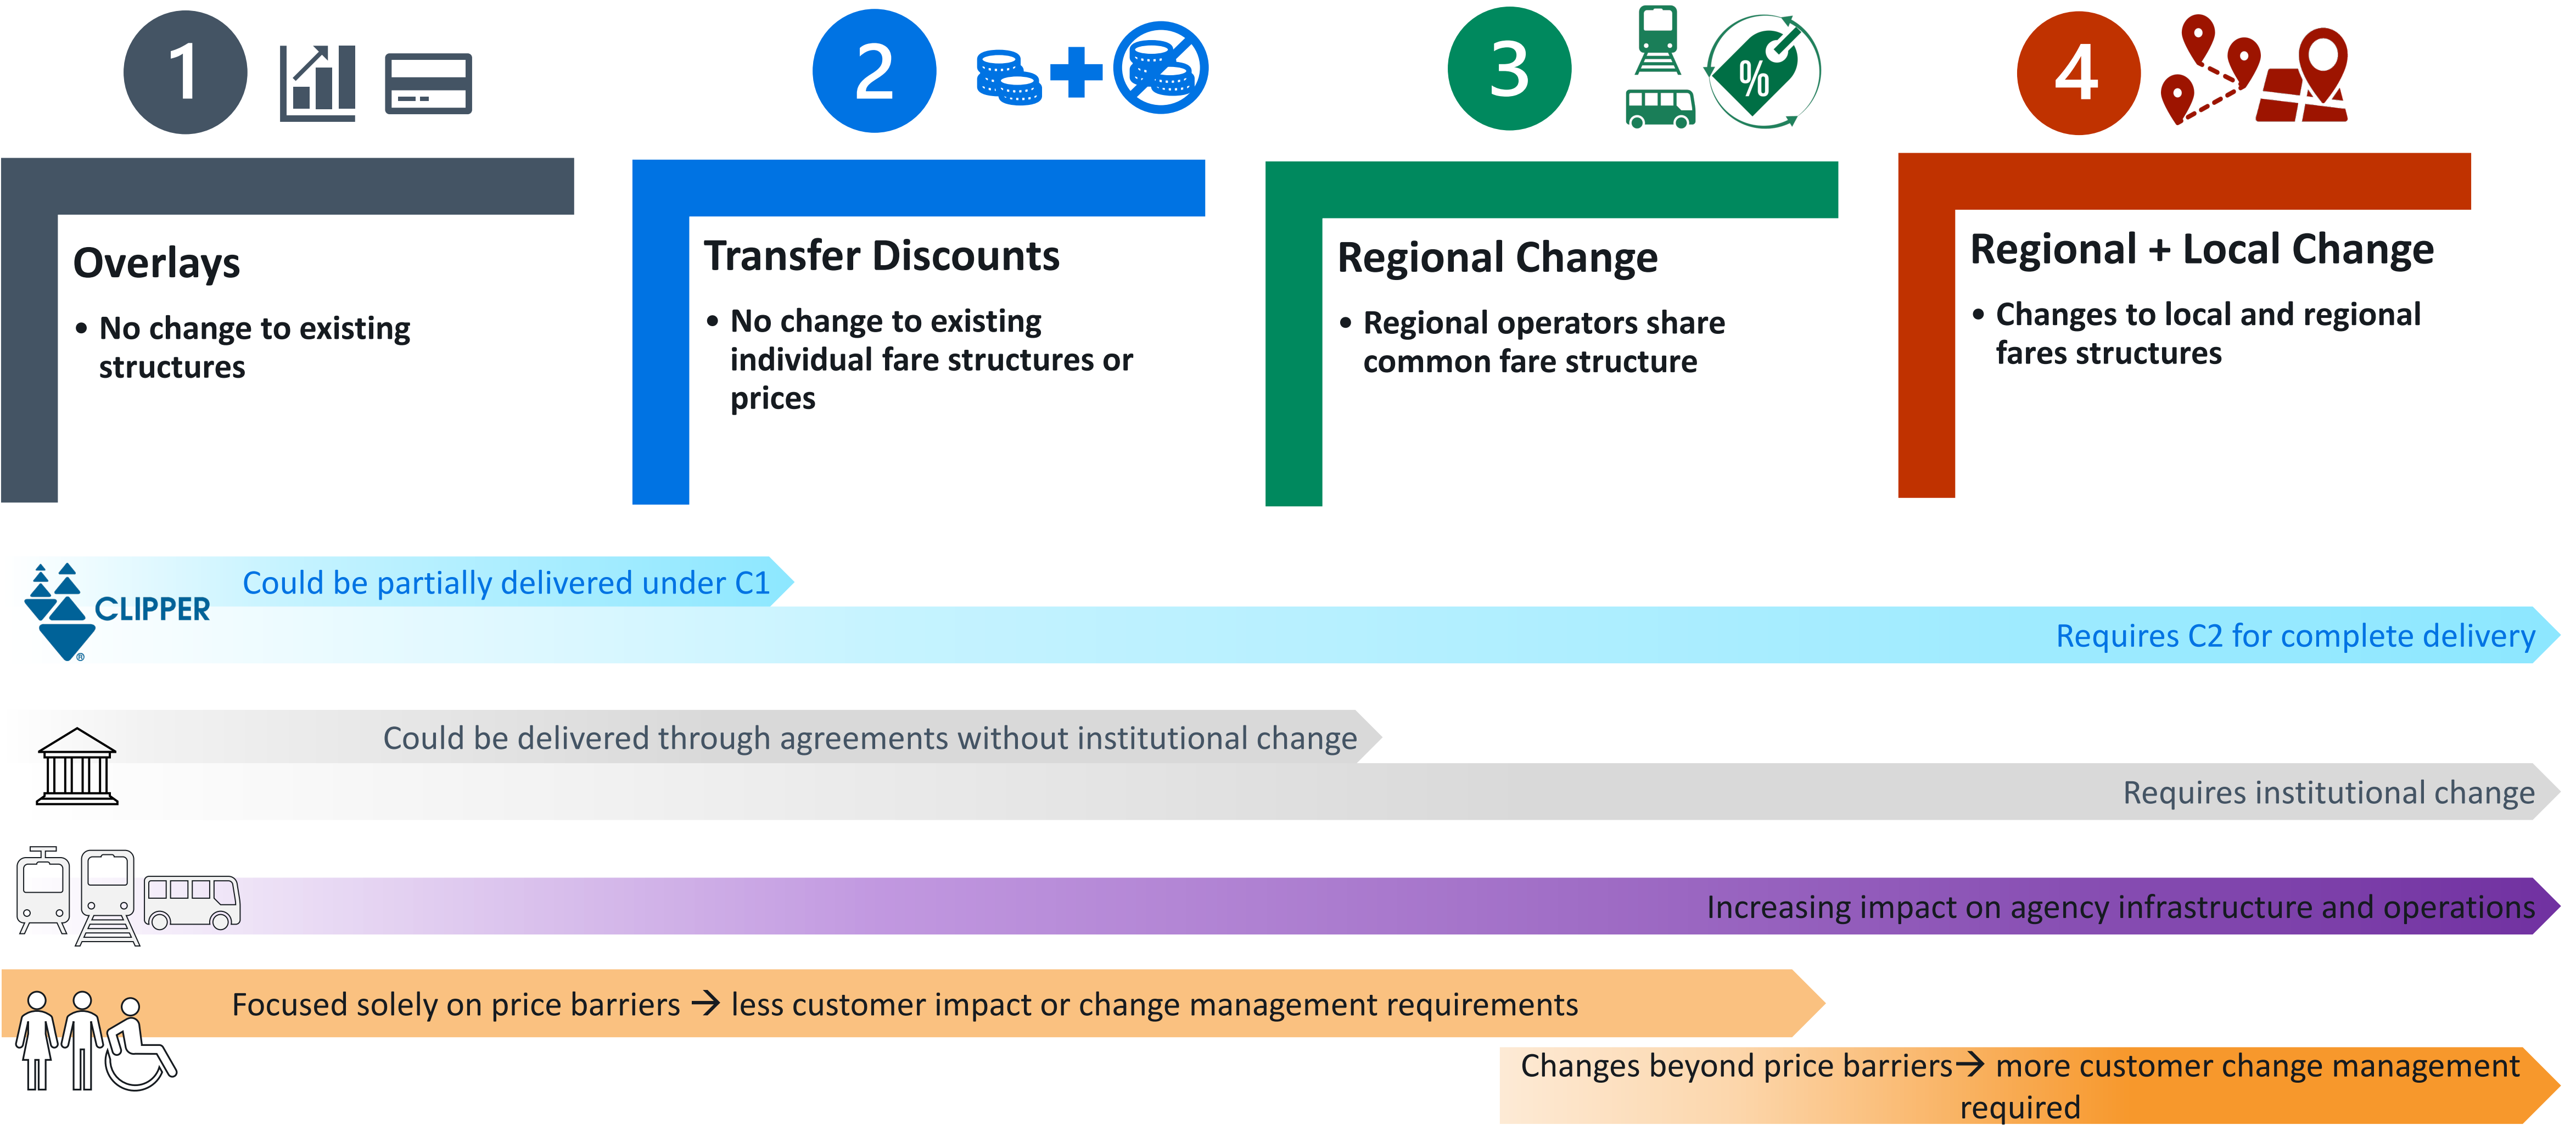 1
2
3
%
4
Overlays
• No change to existing
structures
Transfer Discounts
• No change to existing
individual fare structures or
prices
Regional Change
• Regional operators share
common fare structure
Regional + Local Change
• Changes to local and regional
fares structures
Could be partially delivered under C1
CLIPPER
®
Requires C2 for complete delivery
Could be delivered through agreements without institutional change
Requires institutional change
Increasing impact on agency infrastructure and operations
Focused solely on price barriers → less customer impact or change management requirements
Changes beyond price barriers→ more customer change management
required